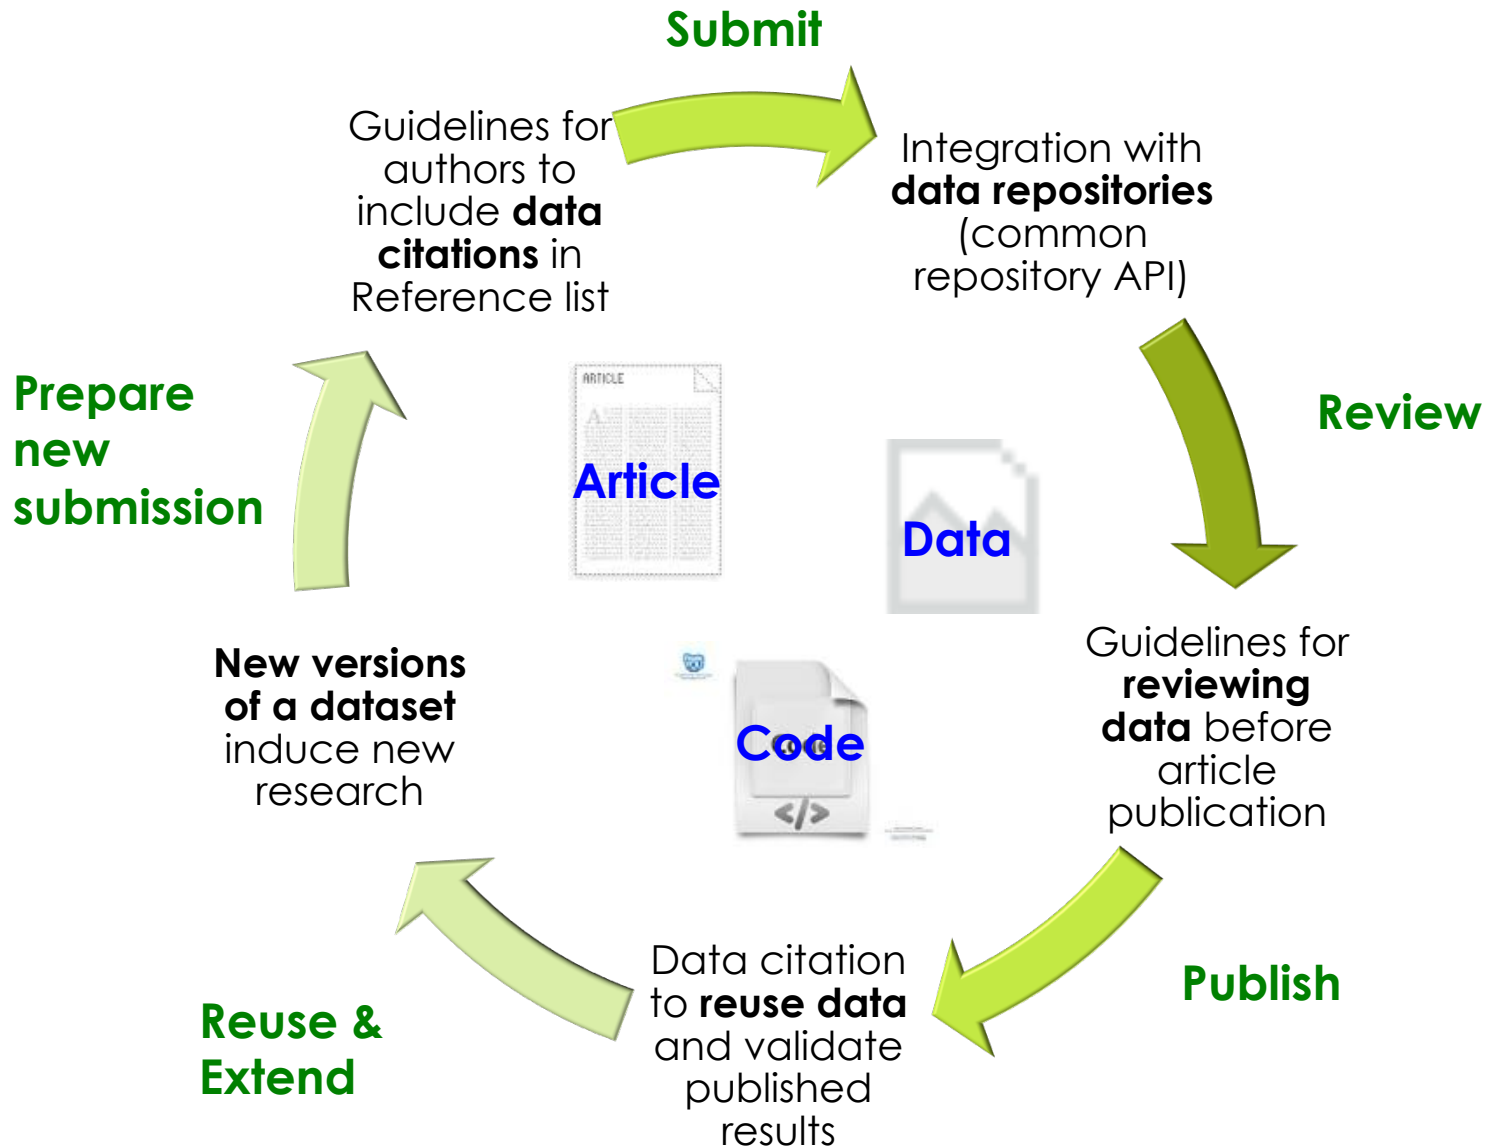 Submit
Guidelines for
authors to
include data
citations in
Reference list
Integration with
data repositories
(common
repository API)
Review
Prepare
new
submission
ARTICLE
Article
Data
Guidelines for
reviewing
data before
article
publication
New versions
of a dataset
induce new
research
Code
</>
Publish
Data citation
to reuse data
and validate
published
results
Reuse &
Extend